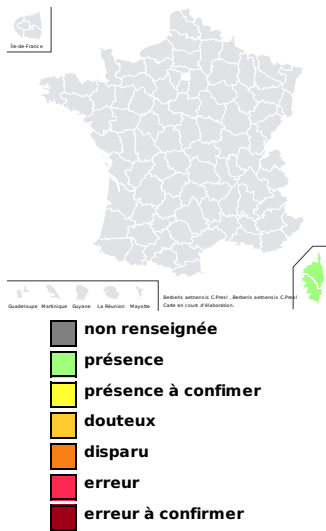 Île-de-France
Guadeloupe Martinique Guyane La Réunion Mayotte
Berberis aetnensis C.Presl , Berberis aetnensis C.Presl
Carte en cours d'élaboration.
non renseignée
présence
présence à confimer
douteux
disparu
erreur
erreur à confirmer